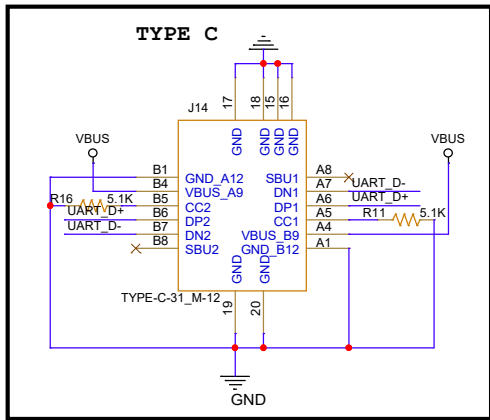 TYPE C
17
18
15
16
J14
GND
GND
GND
GND
VBUS
VBUS
B1 GND_A12 SBU1 A8
B4 VBUS_A9 DN1 A7 UART_D-
R16 5.1K B5 CC2 DP1 A6 UART_D+
UART_D+ B6 DP2 CC1 A5 R11 5.1K
UART_D- B7 DN2 VBUS_B9 A4
B8 SBU2 GND_B12 A1
GND
GND
TYPE-C-31_M-12
19
20
GND